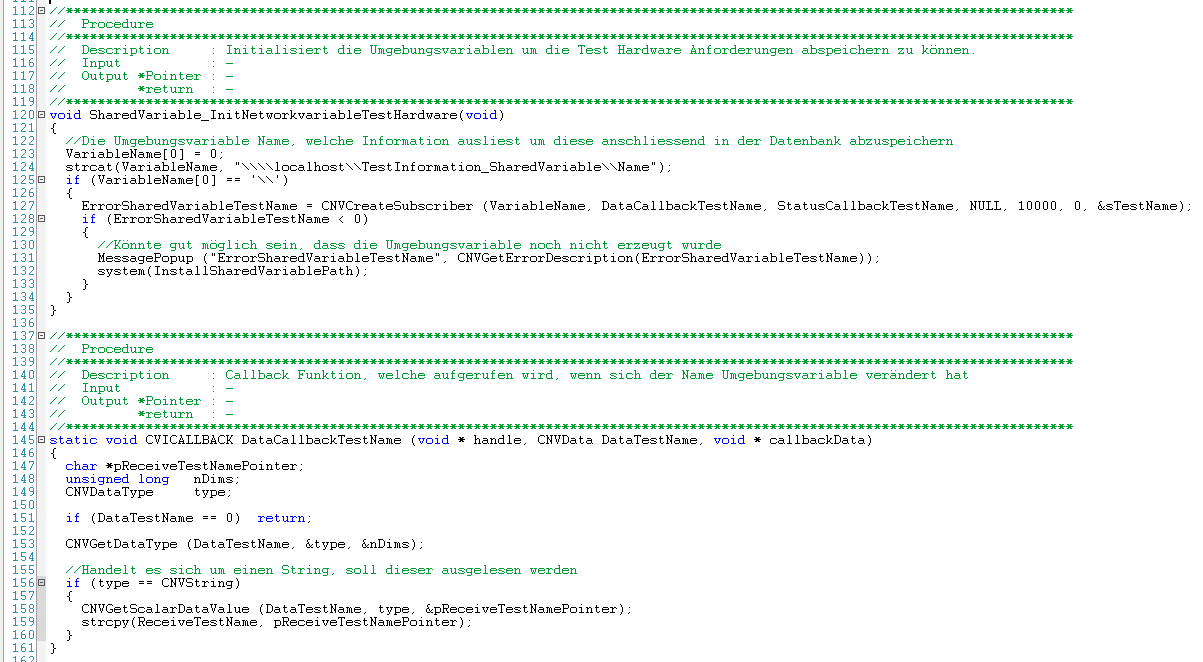 112 //******************************************************************************************************************************
113 //  Procedure
114 //******************************************************************************************************************************
115 //  Description     : Initialisiert die Umgebungsvariablen um die Test Hardware Anforderungen abspeichern zu können.
116 //  Input           : -
117 //  Output *Pointer : -
118 //         *return  : -
119 //******************************************************************************************************************************
120 void SharedVariable_InitNetworkvariableTestHardware(void)
121 {
122   //Die Umgebungsvariable Name, welche Information ausliest um diese anschliessend in der Datenbank abzuspeichern
123   VariableName[0] = 0;
124   strcat(VariableName, "\\\\localhost\\TestInformation_SharedVariable\\Name");
125   if (VariableName[0] == '\\')
126   {
127     ErrorSharedVariableTestName = CNVCreateSubscriber (VariableName, DataCallbackTestName, StatusCallbackTestName, NULL, 10000, 0, &sTestName);
128     if (ErrorSharedVariableTestName < 0)
129     {
130       //Könnte gut möglich sein, dass die Umgebungsvariable noch nicht erzeugt wurde
131       MessagePopup ("ErrorSharedVariableTestName", CNVGetErrorDescription(ErrorSharedVariableTestName));
132       system(InstallSharedVariablePath);
133     }
134   }
135 }
136
137 //******************************************************************************************************************************
138 //  Procedure
139 //******************************************************************************************************************************
140 //  Description     : Callback Funktion, welche aufgerufen wird, wenn sich der Name Umgebungsvariable verändert hat
141 //  Input           : -
142 //  Output *Pointer : -
143 //         *return  : -
144 //******************************************************************************************************************************
145 static void CVICALLBACK DataCallbackTestName (void * handle, CNVData DataTestName, void * callbackData)
146 {
147   char *pReceiveTestNamePointer;
148   unsigned long   nDims;
149   CNVDataType     type;
150
151   if (DataTestName == 0)  return;
152
153   CNVGetDataType (DataTestName, &type, &nDims);
154
155   //Handelt es sich um einen String, soll dieser ausgelesen werden
156   if (type == CNVString)
157   {
158     CNVGetScalarDataValue (DataTestName, type, &pReceiveTestNamePointer);
159     strcpy(ReceiveTestName, pReceiveTestNamePointer);
160   }
161 }